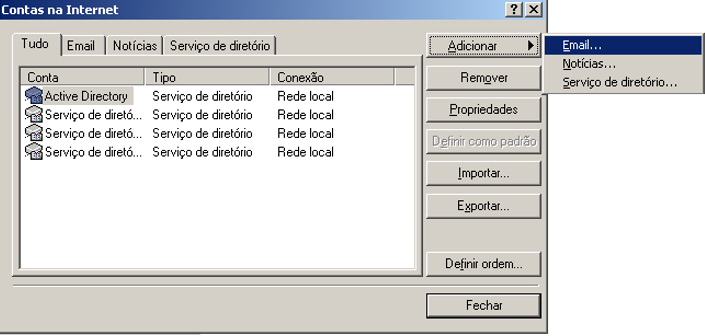 Contas na Internet
Tudo Email Notícias Serviço de diretório
Adicionar
Email...
Notícias...
Serviço de diretório...
Conta Tipo Conexão
Active Directory Serviço de diretório Rede local
Serviço de diretó... Serviço de diretório Rede local
Serviço de diretó... Serviço de diretório Rede local
Serviço de diretó... Serviço de diretório Rede local
Remover
Propriedades
Definir como padrão
Importar...
Exportar...
Definir ordem...
Fechar